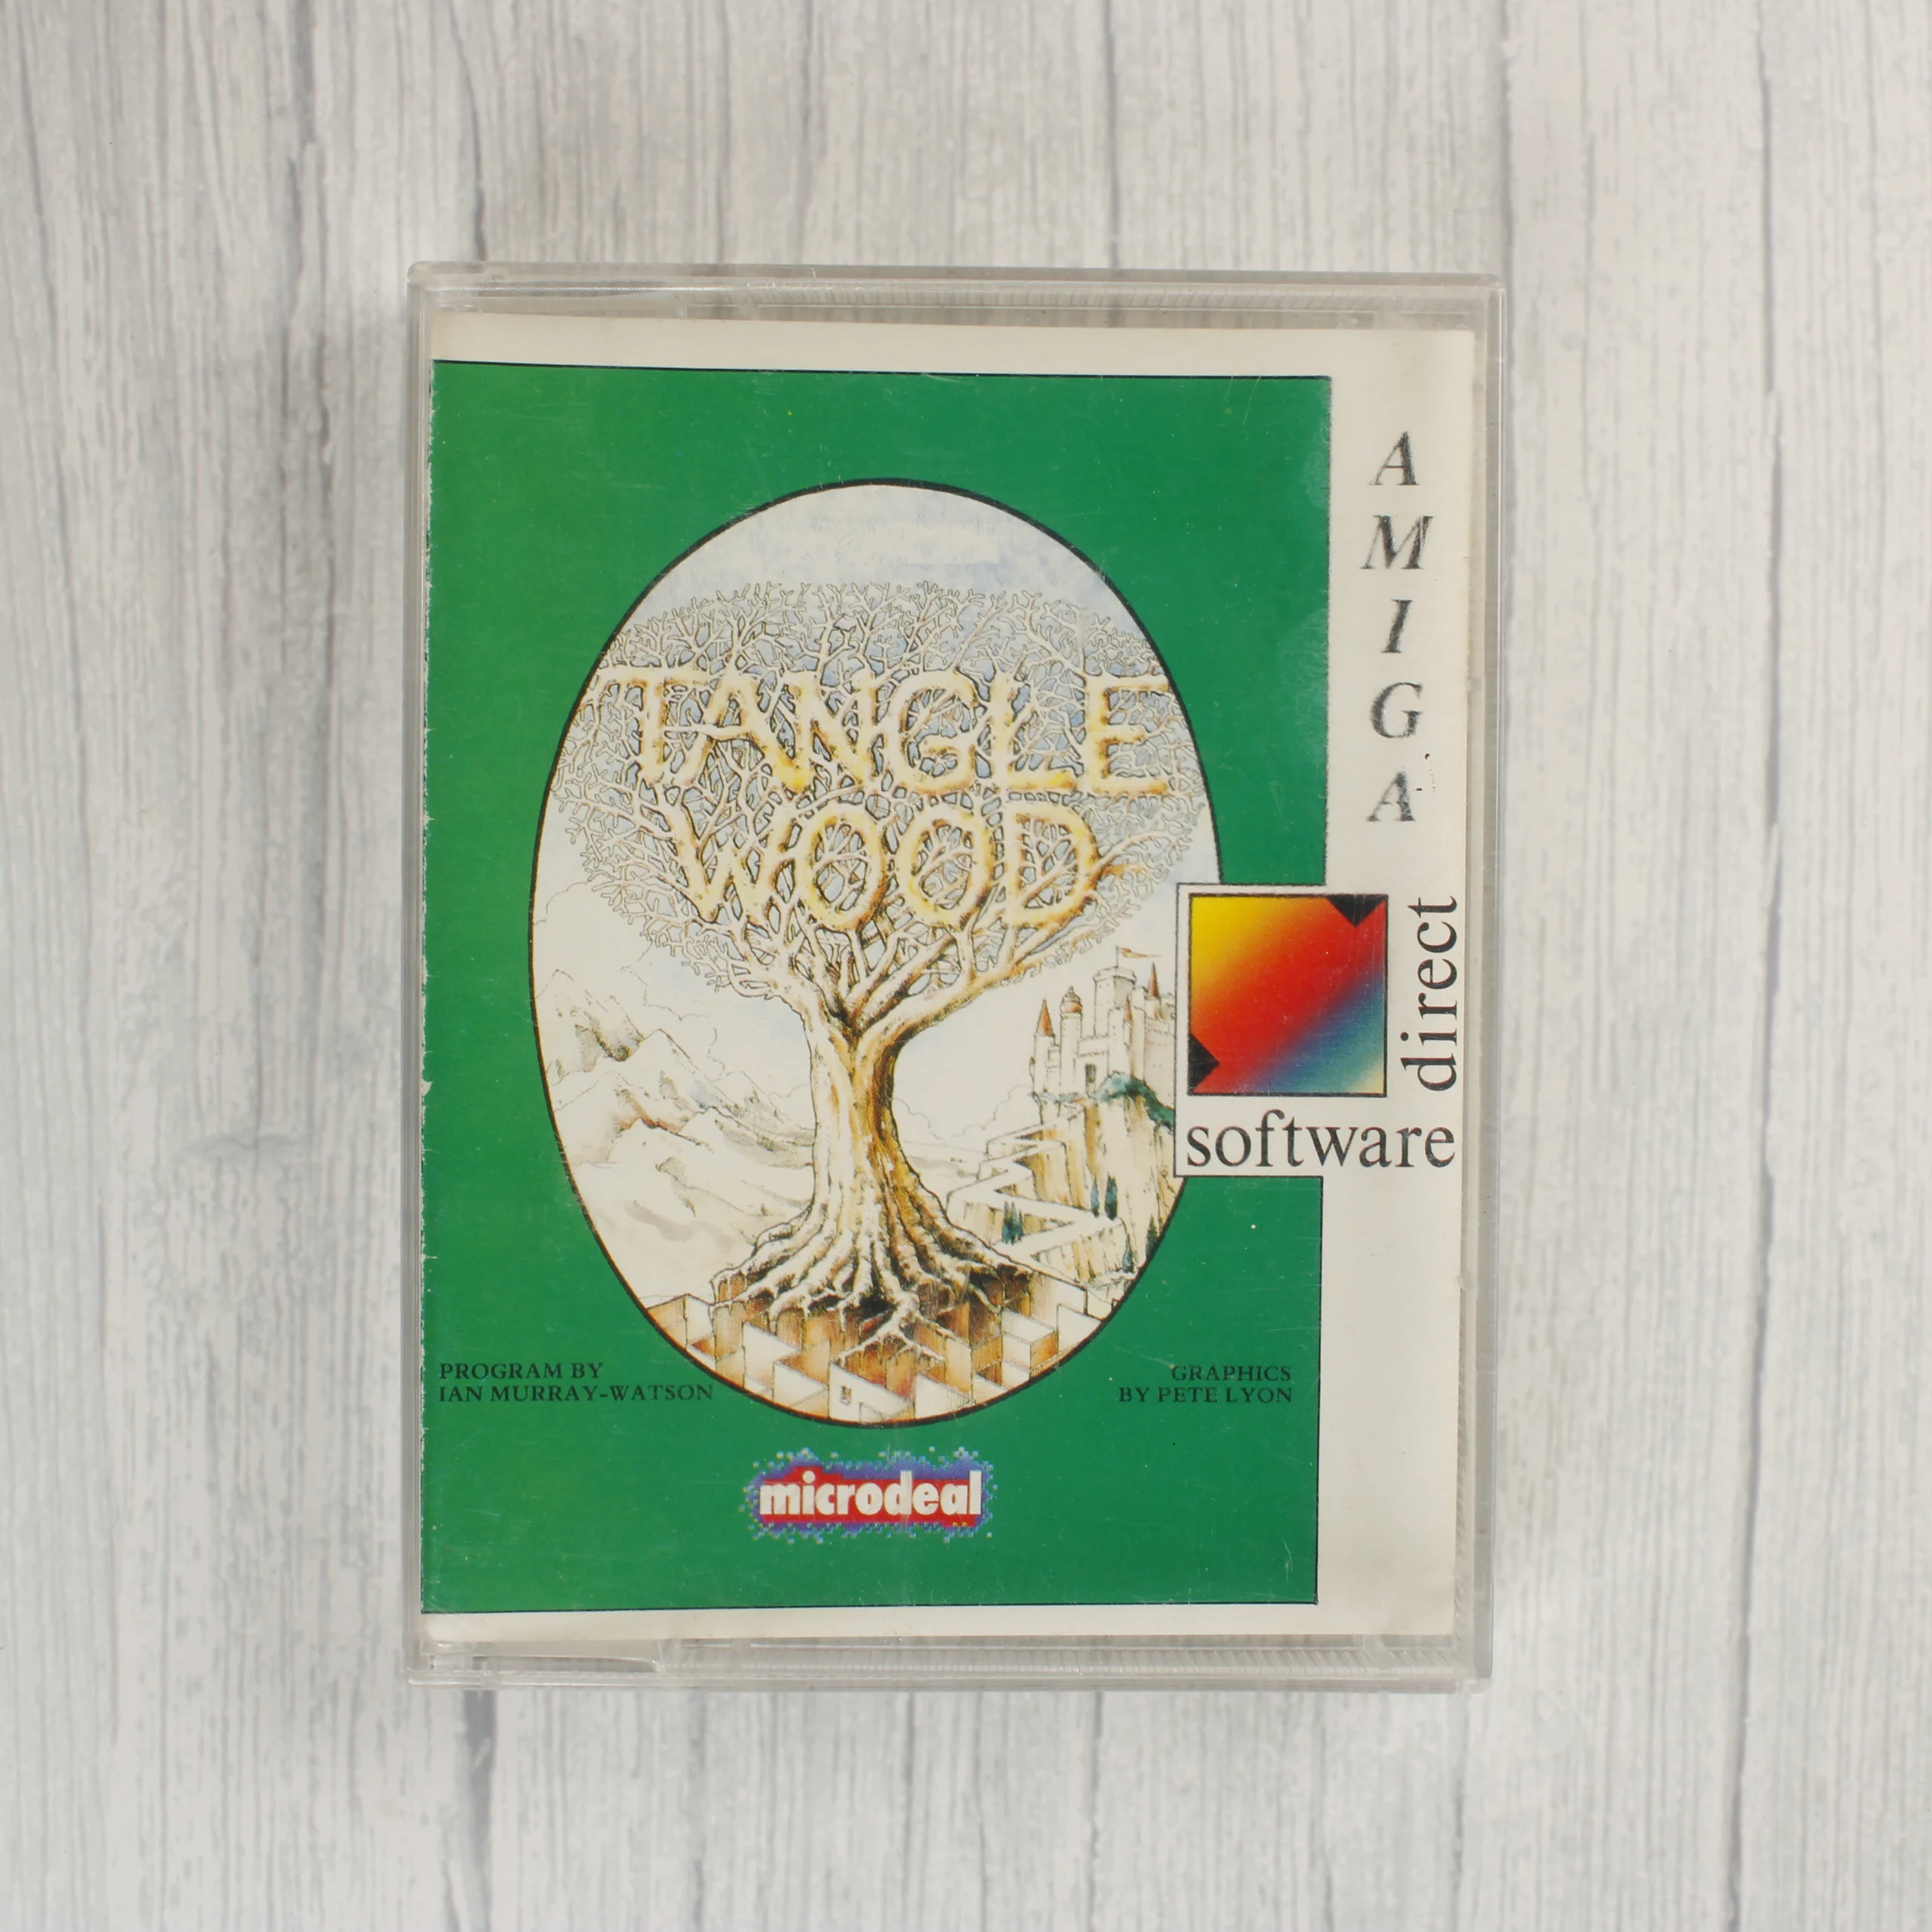 AMIGA
TANGLE
WOOD
direct
software
PROGRAM BY
IAN MURRAY-WATSON
GRAPHICS
BY PETE LYON
microdeal